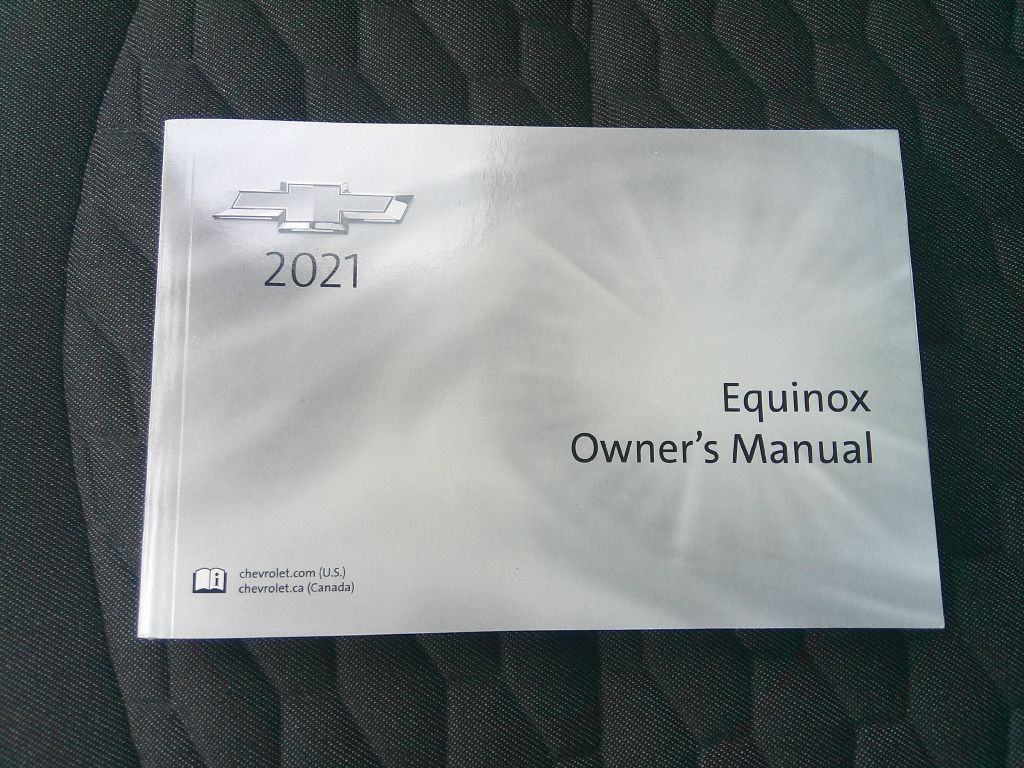 2021
Equinox
Owner's Manual
chevrolet.com (U.S.)
chevrolet.ca (Canada)